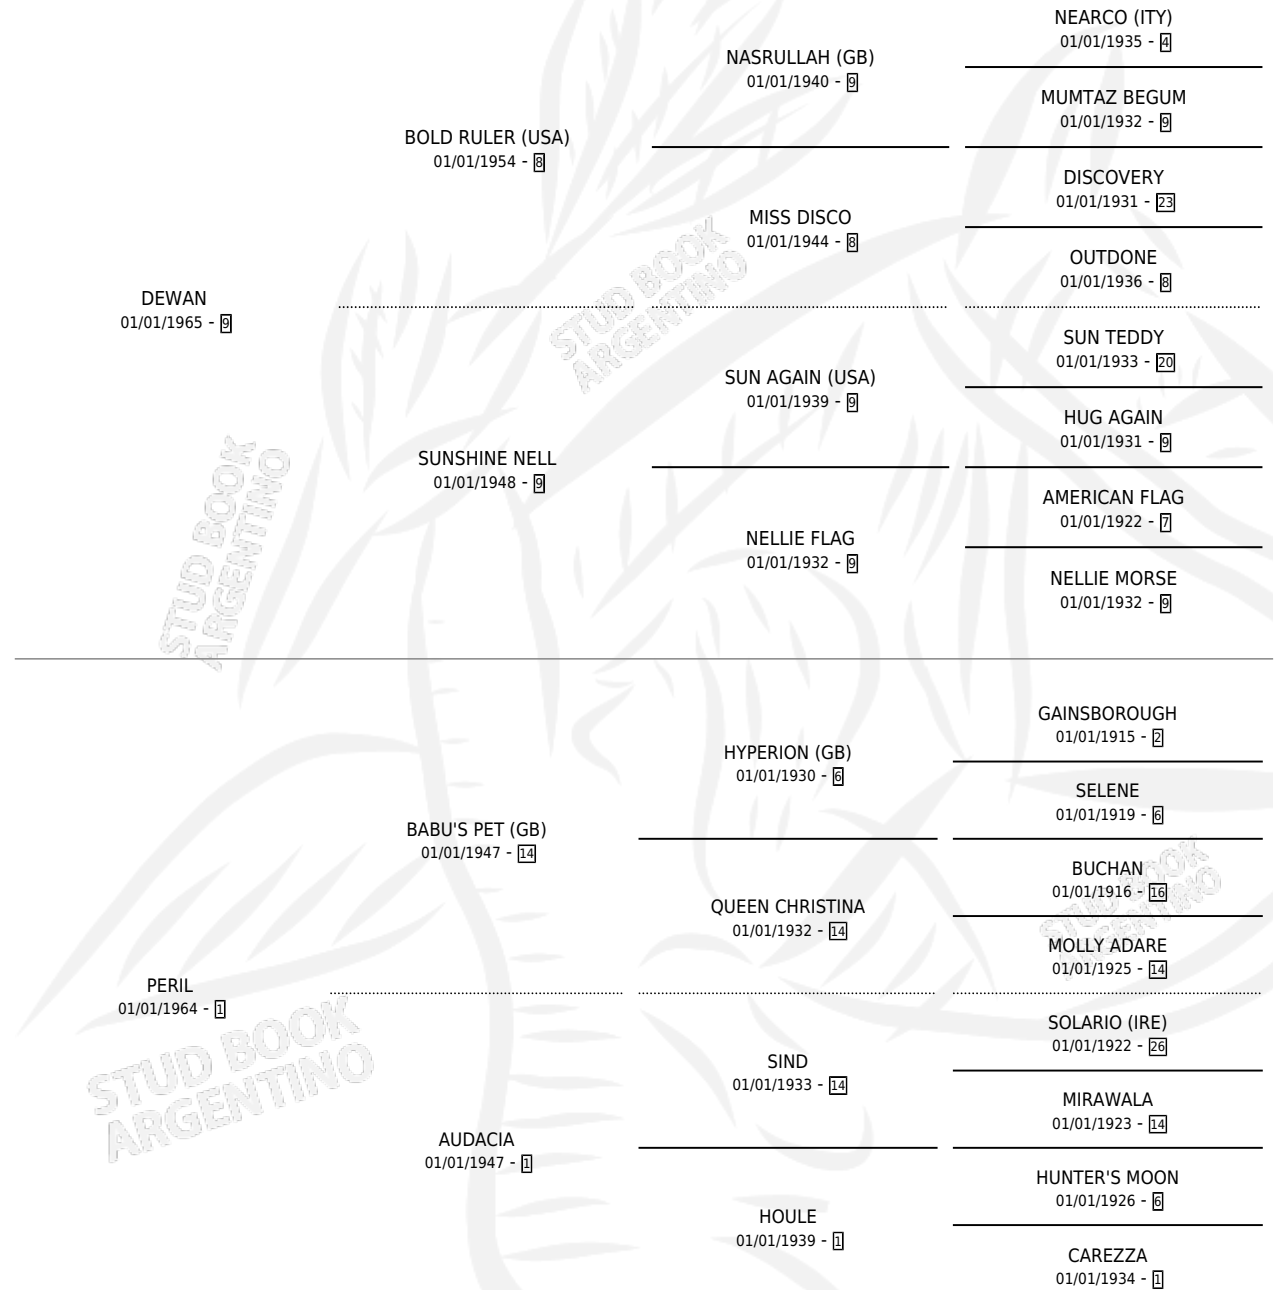 NEARCO (ITY)
01/01/1935 - 4
NASRULLAH (GB)
01/01/1940 - 9
MUMTAZ BEGUM
01/01/1932 - 9
BOLD RULER (USA)
01/01/1954 - 8
DISCOVERY
01/01/1931 - 23
MISS DISCO
01/01/1944 - 8
OUTDONE
01/01/1936 - 8
DEWAN
01/01/1965 - 9
SUN TEDDY
01/01/1933 - 20
SUN AGAIN (USA)
01/01/1939 - 9
HUG AGAIN
01/01/1931 - 9
SUNSHINE NELL
01/01/1948 - 9
AMERICAN FLAG
01/01/1922 - 7
NELLIE FLAG
01/01/1932 - 9
NELLIE MORSE
01/01/1932 - 9
GAINSBOROUGH
01/01/1915 - 2
HYPERION (GB)
01/01/1930 - 6
SELENE
01/01/1919 - 6
BABU'S PET (GB)
01/01/1947 - 14
BUCHAN
01/01/1916 - 16
QUEEN CHRISTINA
01/01/1932 - 14
MOLLY ADARE
01/01/1925 - 14
PERIL
01/01/1964 - 1
SOLARIO (IRE)
01/01/1922 - 26
SIND
01/01/1933 - 14
MIRAWALA
01/01/1923 - 14
AUDACIA
01/01/1947 - 1
HUNTER'S MOON
01/01/1926 - 6
HOULE
01/01/1939 - 1
CAREZZA
01/01/1934 - 1
STUD BOOK
ARGENTINO
STUD BOOK
ARGENTINO
STUD BOOK
ARGENTINO
STUD BOOK
ARGENTINO